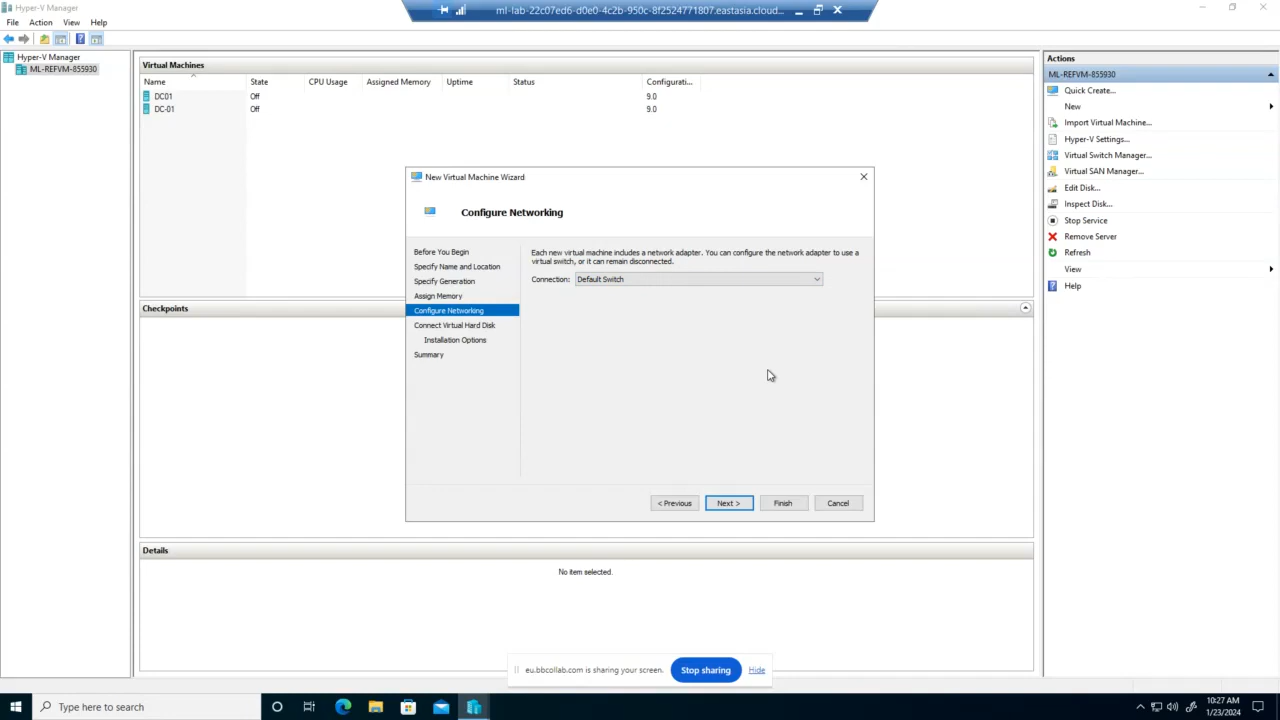 Hyper-V Manager
ml-lab-22c07ed6-d0e0-4c2b-950c-8f2524771807.eastasia.cloud...
File Action View Help
Hyper-V Manager
ML-REFVM-855930
Virtual Machines
Name State CPU Usage Assigned Memory Uptime Status Configurati...
DC01 Off 9.0
DC-01 Off 9.0
New Virtual Machine Wizard
Configure Networking
Before You Begin
Specify Name and Location
Specify Generation
Assign Memory
Configure Networking
Connect Virtual Hard Disk
Installation Options
Summary
Each new virtual machine includes a network adapter. You can configure the network adapter to use a
virtual switch, or it can remain disconnected.
Connection: Default Switch
< Previous Next > Finish Cancel
Checkpoints
Details
No item selected.
Actions
ML-REFVM-855930
Quick Create...
New
Import Virtual Machine...
Hyper-V Settings...
Virtual Switch Manager...
Virtual SAN Manager...
Edit Disk...
Inspect Disk...
Stop Service
Remove Server
Refresh
View
Help
eu.bbcollab.com is sharing your screen. Stop sharing Hide
Type here to search
10:27 AM
1/23/2024